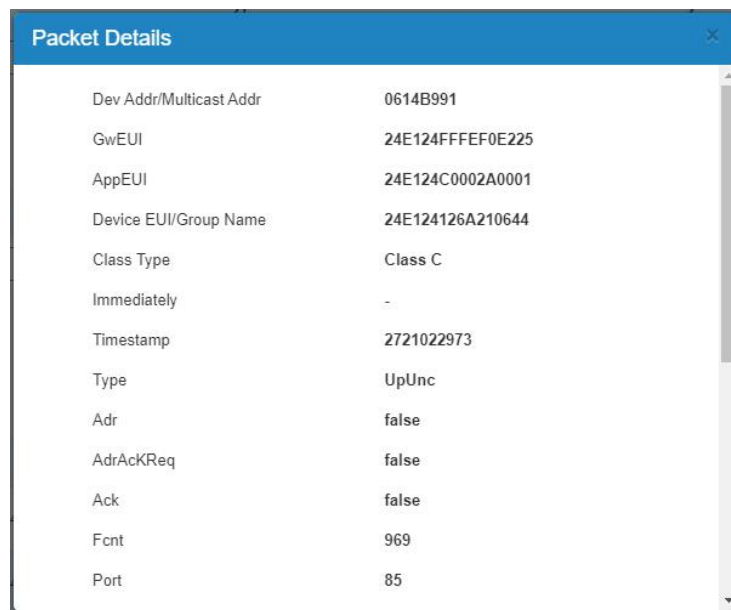 Packet Details
Dev Addr/Multicast Addr 0614B991
GwEUI 24E124FFFEF0E225
AppEUI 24E124C0002A0001
Device EUI/Group Name 24E124126A210644
Class Type Class C
Immediately -
Timestamp 2721022973
Type UpUnc
Adr false
AdrAcKReq false
Ack false
Fcnt 969
Port 85